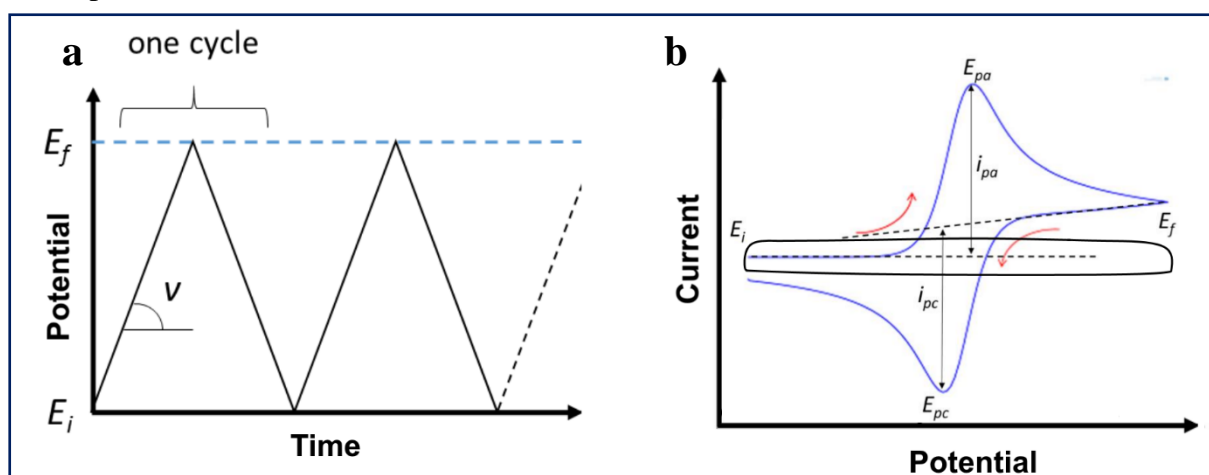 a
one cycle
E_f
Potential
v
E_i
Time
b
E_pa
i_pa
E_i
E_f
Current
i_pc
E_pc
Potential